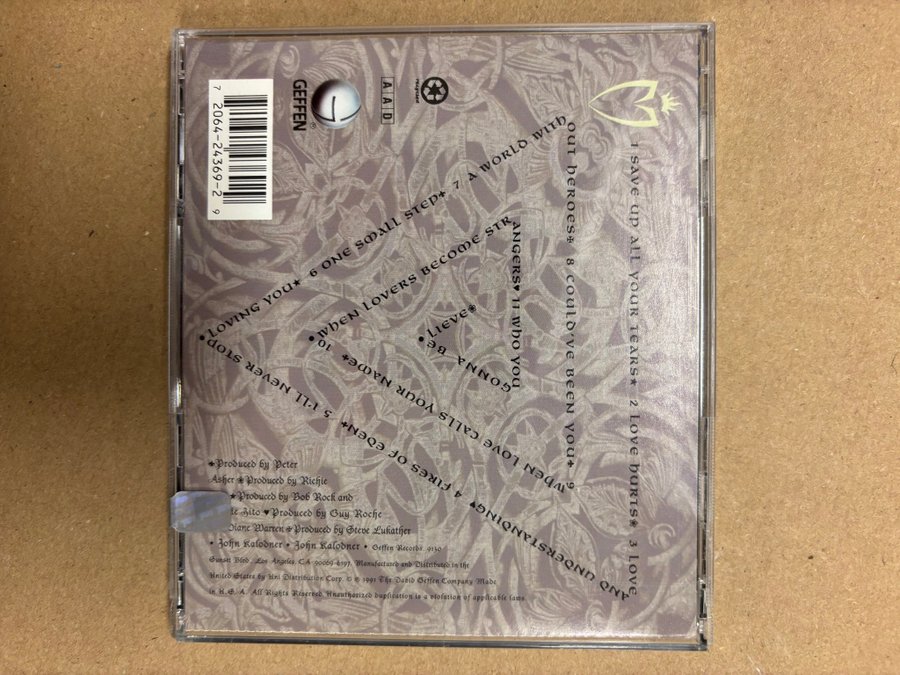 1 SAVE UP ALL YOUR TEARS★ 2 LOVE HURTS❀ 3 LOVE
AND UNDERSTANDING♥ 4 FIRES OF EDEN✦ 5 I'LL NEVER STOP•
LOVING YOU★ 6 ONE SMALL STEP✦ 7 A WORLD WITH
OUT HEROES✠ 8 COULD'VE BEEN YOU✦ 9
WHEN LOVE CALLS YOUR NAME✦ 10 •
WHEN LOVERS BECOME STR
ANGERS♥ 11 WHO YOU
GONNA BE •
LIEVE❀
recyclant
A A D
GEFFEN ®
7 2064-24369-2 9
♣Produced by Peter
Asher ❀Produced by Richie
★Produced by Bob Rock and
Zito ♥Produced by Guy Roche
Diane Warren ✠Produced by Steve Lukather
• John Kalodner • John Kalodner • Geffen Records, 9130
Sunset Blvd., Los Angeles, CA 90069-6197. Manufactured and Distributed in the
United States by Uni Distribution Corp. © ℗ 1991 The David Geffen Company Made
in U.S.A. All Rights Reserved. Unauthorized duplication is a violation of applicable laws.